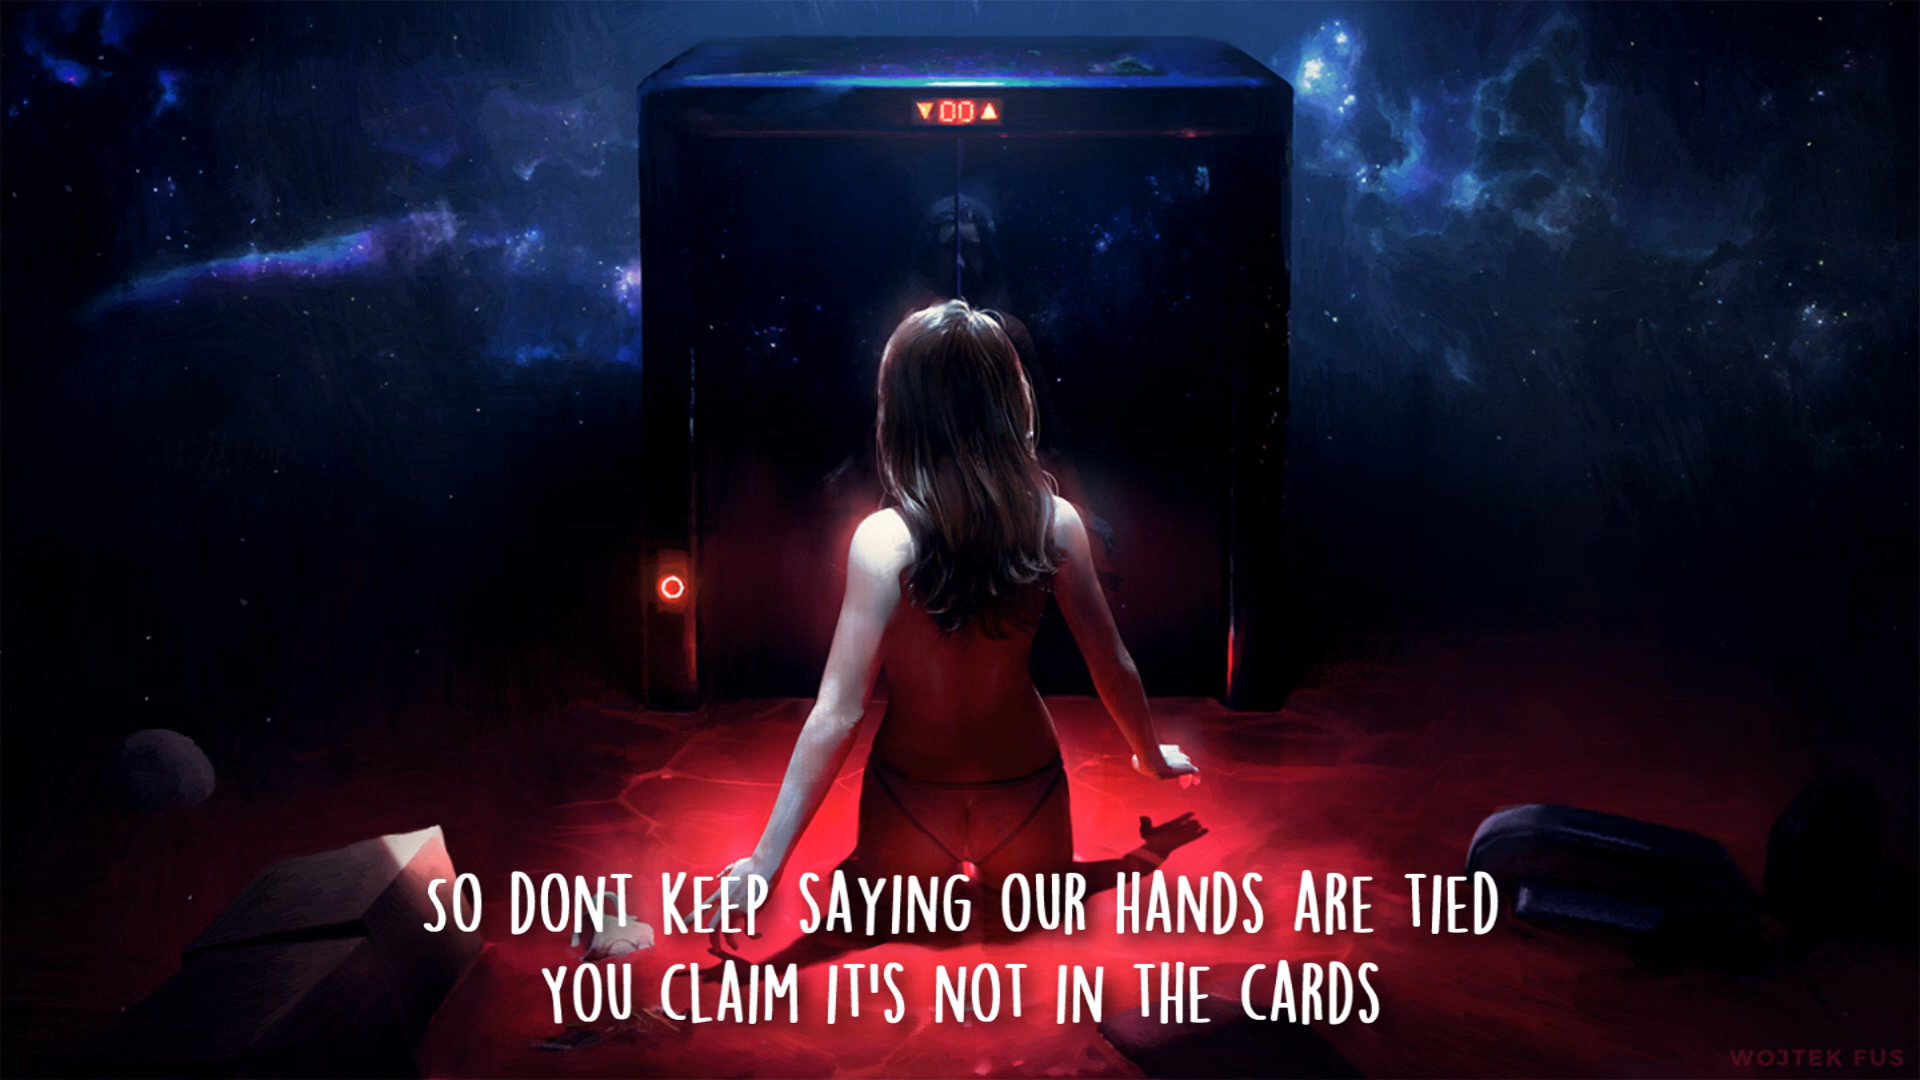 ▼00▲
SO DONT KEEP SAYING OUR HANDS ARE TIED
YOU CLAIM IT'S NOT IN THE CARDS
WOJTEK FUS